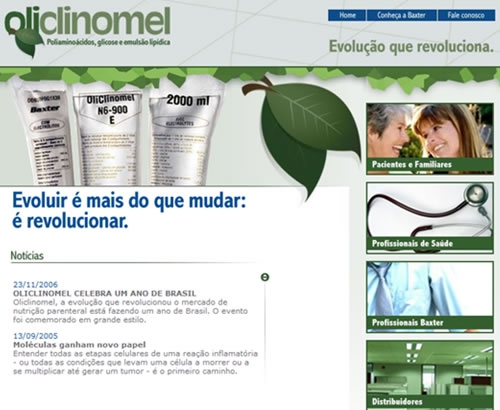 oliclinomel
Poliaminoácidos, glicose e emulsão lipídica
Home
Conheça a Baxter
Fale conosco
Evolução que revoluciona.
Baxter
OliClinomel
N6-900
E
2000 ml
Evoluir é mais do que mudar:
é revolucionar.
Notícias
23/11/2006
OLICLINOMEL CELEBRA UM ANO DE BRASIL
Oliclinomel, a evolução que revolucionou o mercado de
nutrição parenteral está fazendo um ano de Brasil. O evento
foi comemorado em grande estilo.
13/09/2005
Moléculas ganham novo papel
Entender todas as etapas celulares de uma reação inflamatória
- ou todas as condições que levam uma célula a morrer ou a
se multiplicar até gerar um tumor - é o primeiro caminho.
Pacientes e Familiares
Profissionais de Saúde
Profissionais Baxter
Distribuidores